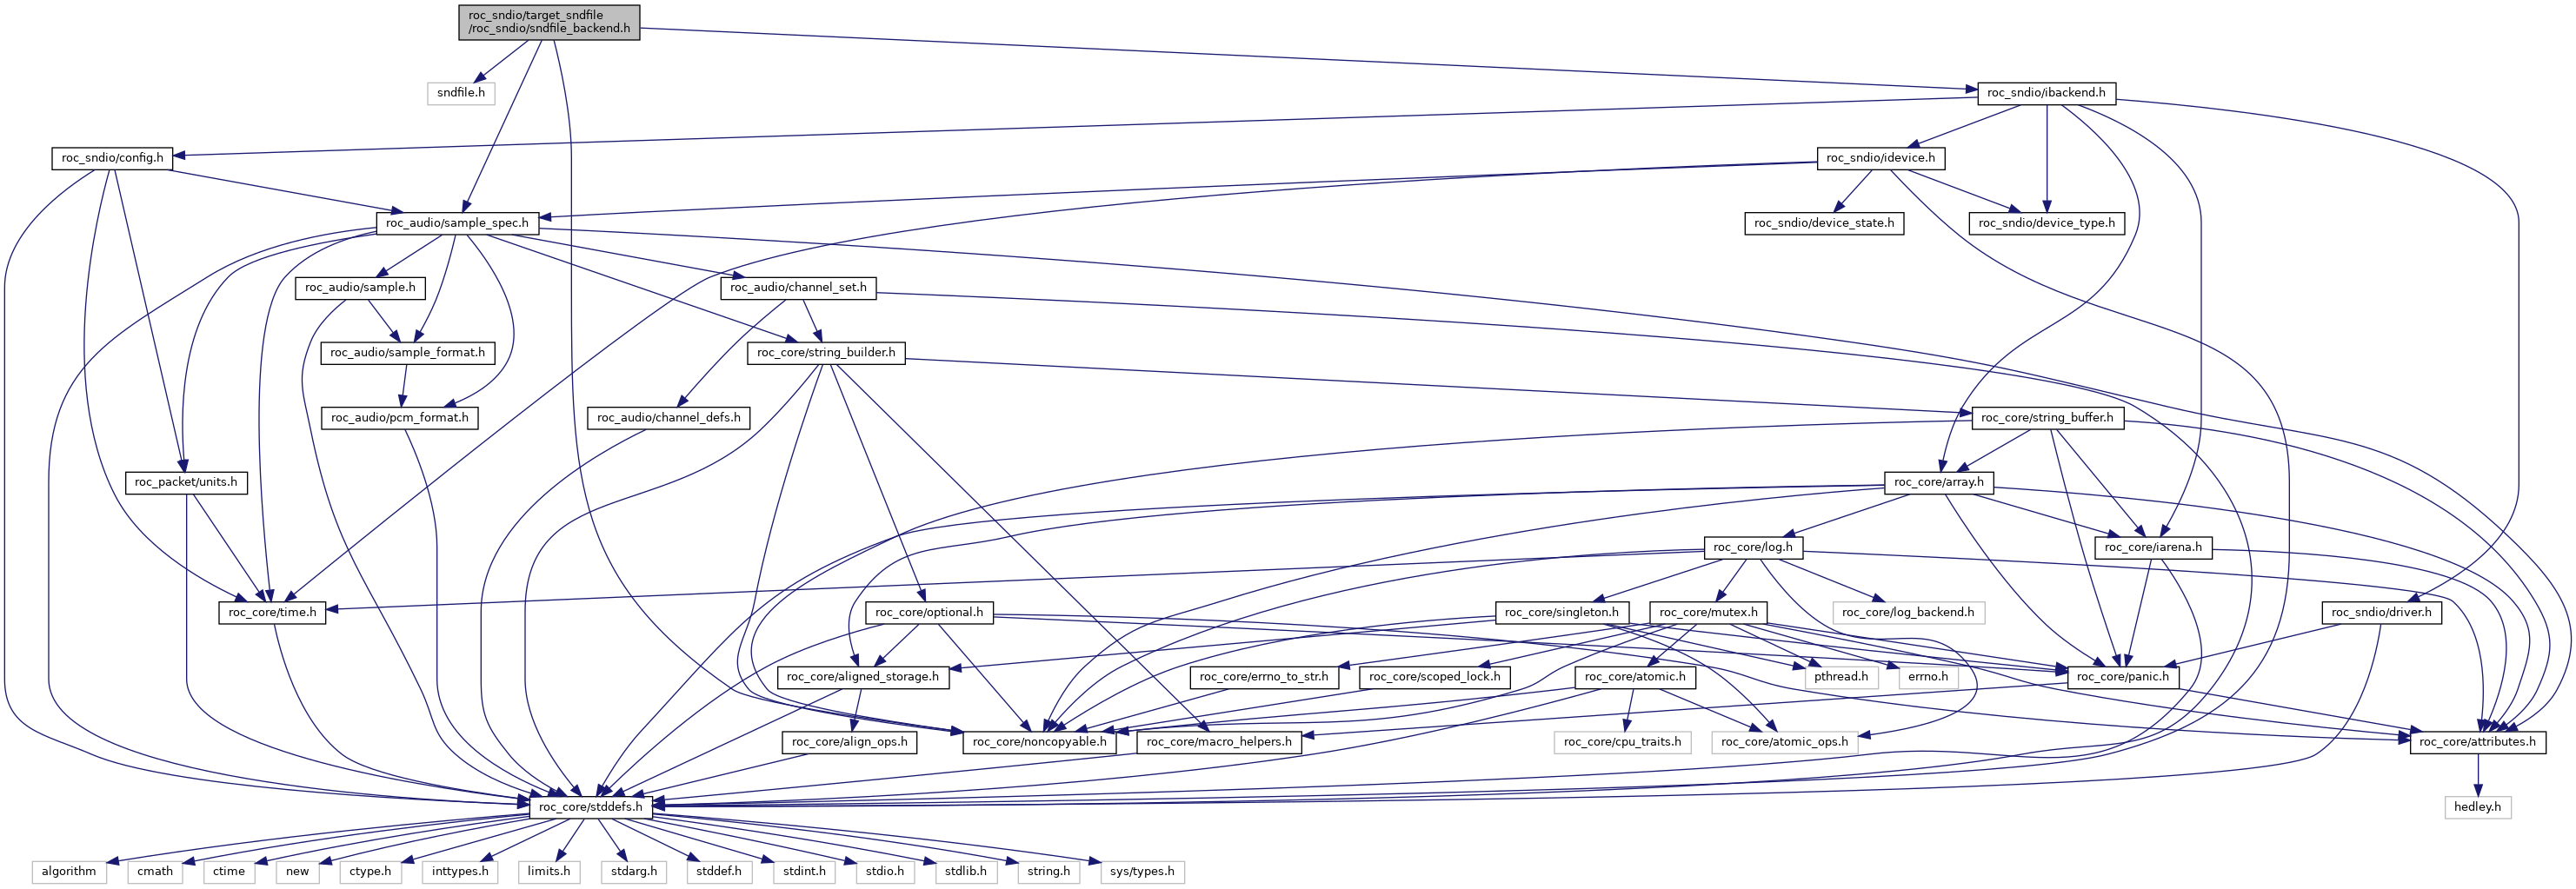 roc_sndio/target_sndfile
/roc_sndio/sndfile_backend.h
sndfile.h
roc_sndio/ibackend.h
roc_sndio/config.h
roc_sndio/idevice.h
roc_audio/sample_spec.h
roc_sndio/device_state.h
roc_sndio/device_type.h
roc_audio/sample.h
roc_audio/channel_set.h
roc_audio/sample_format.h
roc_core/string_builder.h
roc_audio/pcm_format.h
roc_audio/channel_defs.h
roc_core/string_buffer.h
roc_packet/units.h
roc_core/array.h
roc_core/log.h
roc_core/iarena.h
roc_core/time.h
roc_core/optional.h
roc_core/singleton.h
roc_core/mutex.h
roc_core/log_backend.h
roc_sndio/driver.h
roc_core/aligned_storage.h
roc_core/errno_to_str.h
roc_core/scoped_lock.h
roc_core/atomic.h
pthread.h
errno.h
roc_core/panic.h
roc_core/align_ops.h
roc_core/noncopyable.h
roc_core/macro_helpers.h
roc_core/cpu_traits.h
roc_core/atomic_ops.h
roc_core/attributes.h
roc_core/stddefs.h
hedley.h
algorithm
cmath
ctime
new
ctype.h
inttypes.h
limits.h
stdarg.h
stddef.h
stdint.h
stdio.h
stdlib.h
string.h
sys/types.h